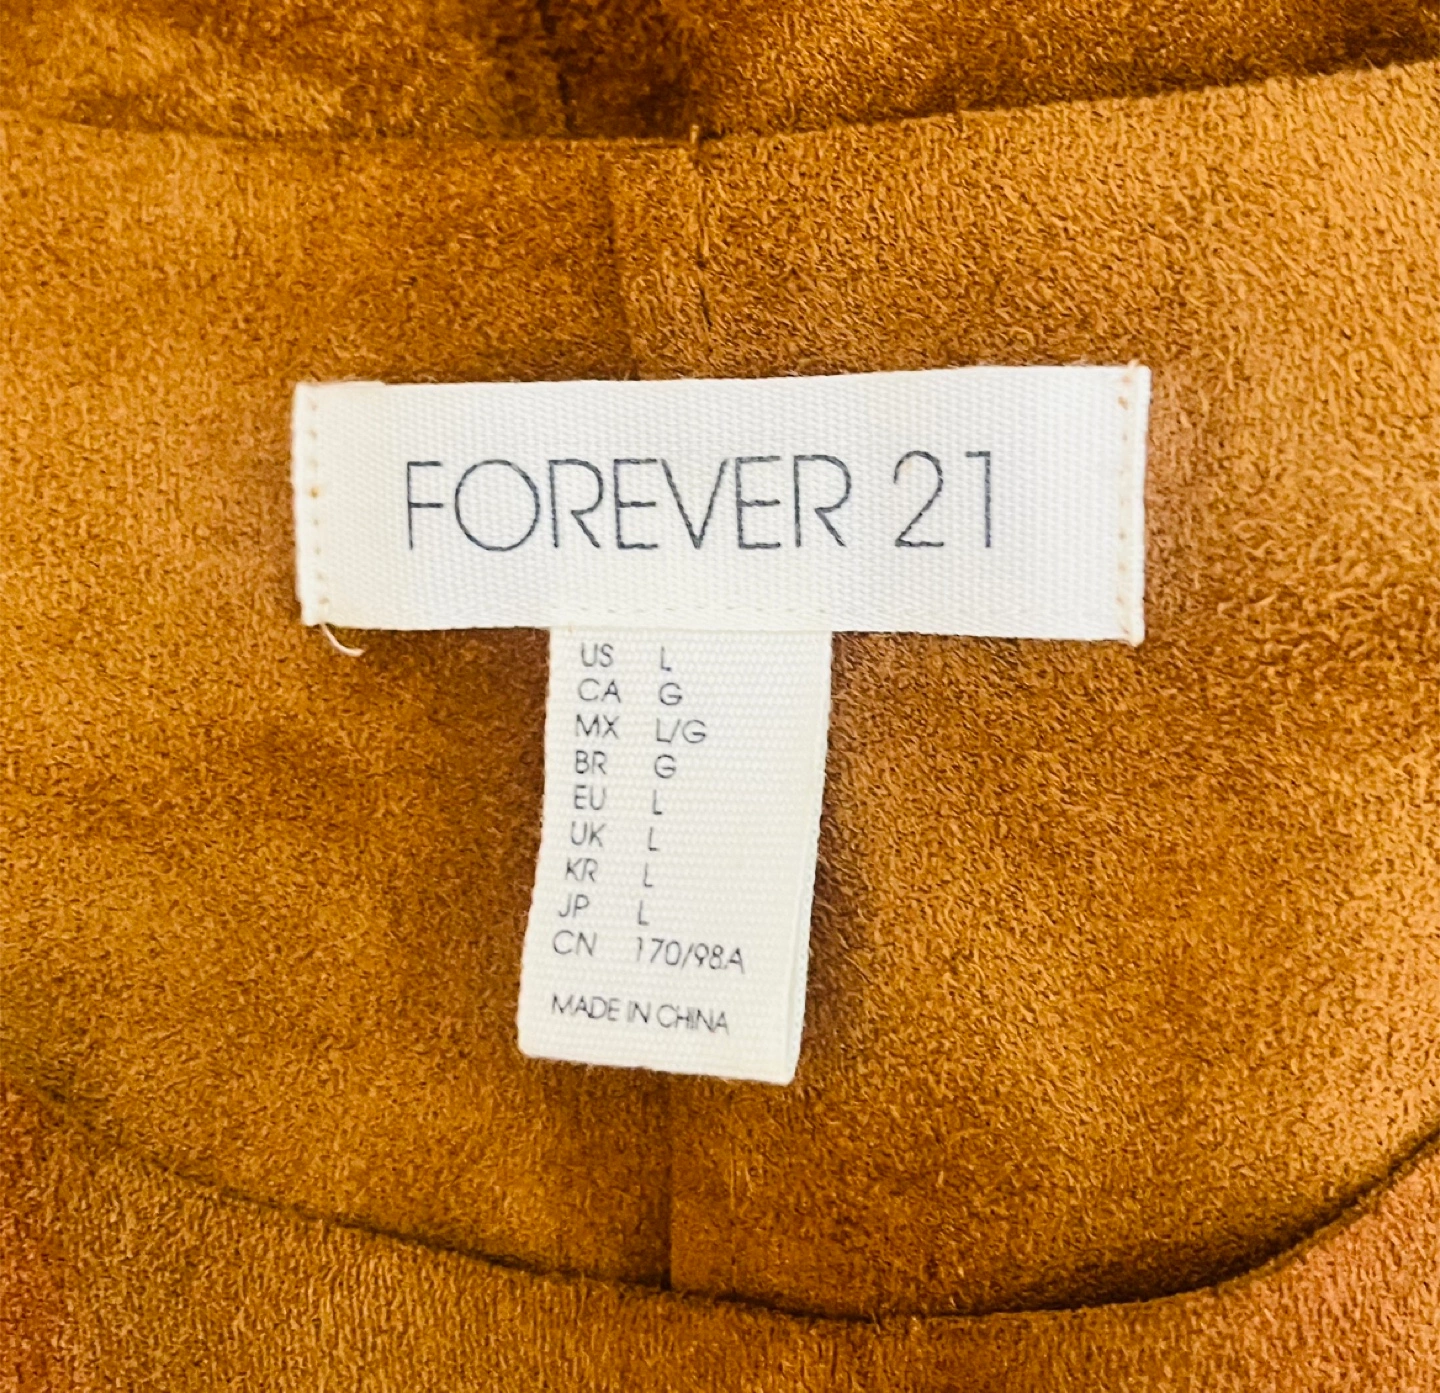 FOREVER 21
US L
CA G
MX L/G
BR G
EU L
UK L
KR L
JP L
CN 170/98A
MADE IN CHINA